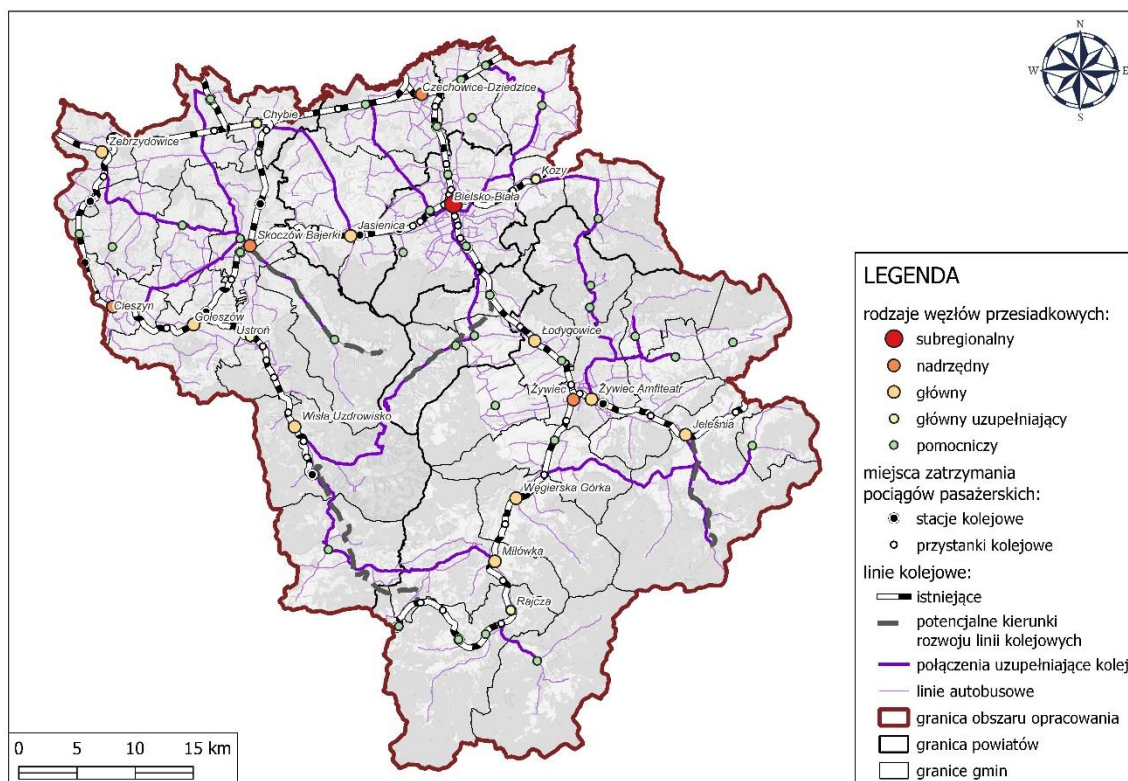 N
W
E
S
Czechowice-Dziedzice
Chybie
Zebrzydowice
Kozy
Bielsko-Biała
Jasienica
Skoczów Bajerki
Cieszyn
Goleszów
Ustroń
Łodygowice
Żywiec
Żywiec Amfiteatr
Wisła Uzdrowisko
Jeleśnia
Węgierska Górka
Milówka
Rajcza
LEGENDA
rodzaje węzłów przesiadkowych:
subregionalny
nadrzędny
główny
główny uzupełniający
pomocniczy
miejsca zatrzymania
pociągów pasażerskich:
stacje kolejowe
przystanki kolejowe
linie kolejowe:
istniejące
potencjalne kierunki
rozwoju linii kolejowych
połączenia uzupełniające kolej
linie autobusowe
granica obszaru opracowania
granica powiatów
granice gmin
0 5 10 15 km